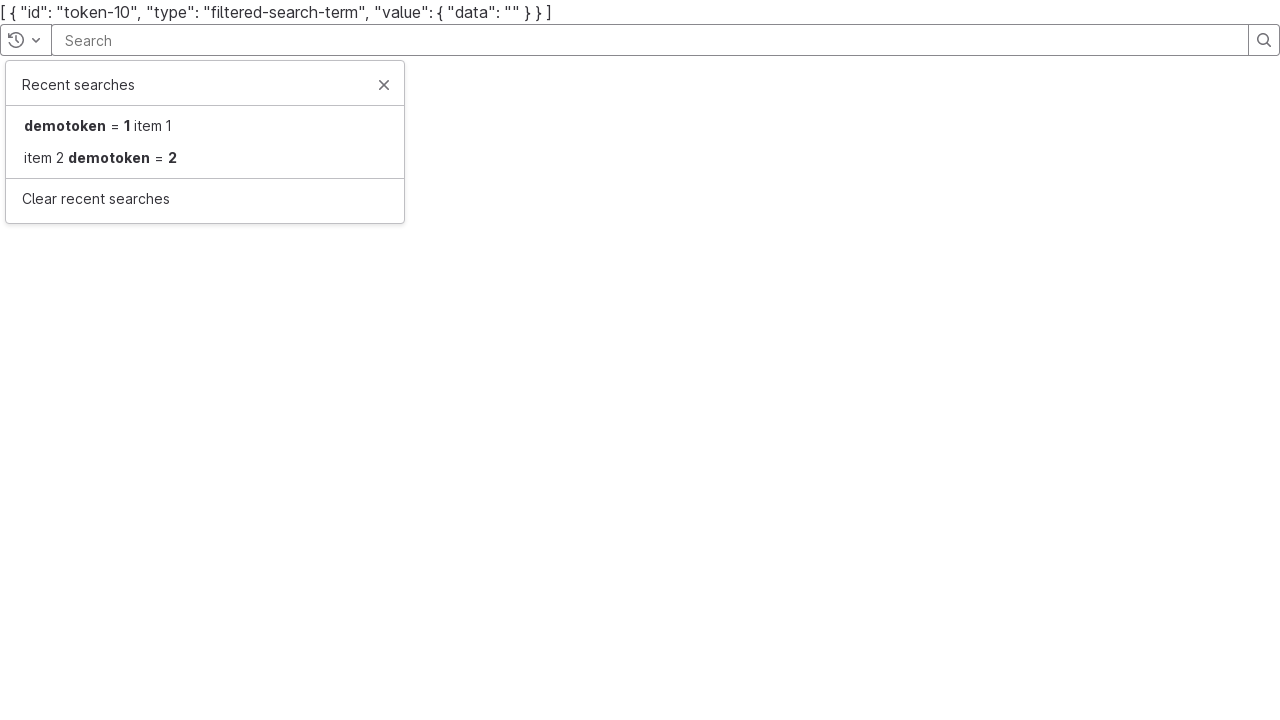 [ { "id": "token-10", "type": "filtered-search-term", "value": { "data": "" } } ]
Search
Recent searches
demotoken = 1 item 1
item 2 demotoken = 2
Clear recent searches